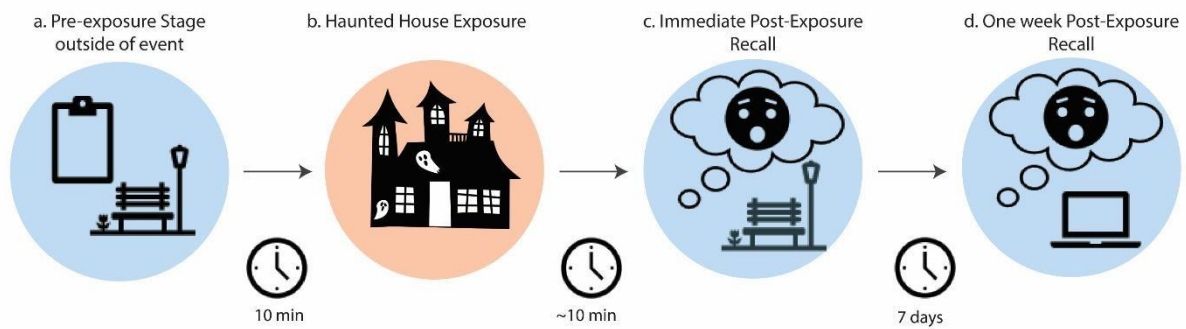 a. Pre-exposure Stage
outside of event
b. Haunted House Exposure
c. Immediate Post-Exposure
Recall
d. One week Post-Exposure
Recall
10 min
~10 min
7 days